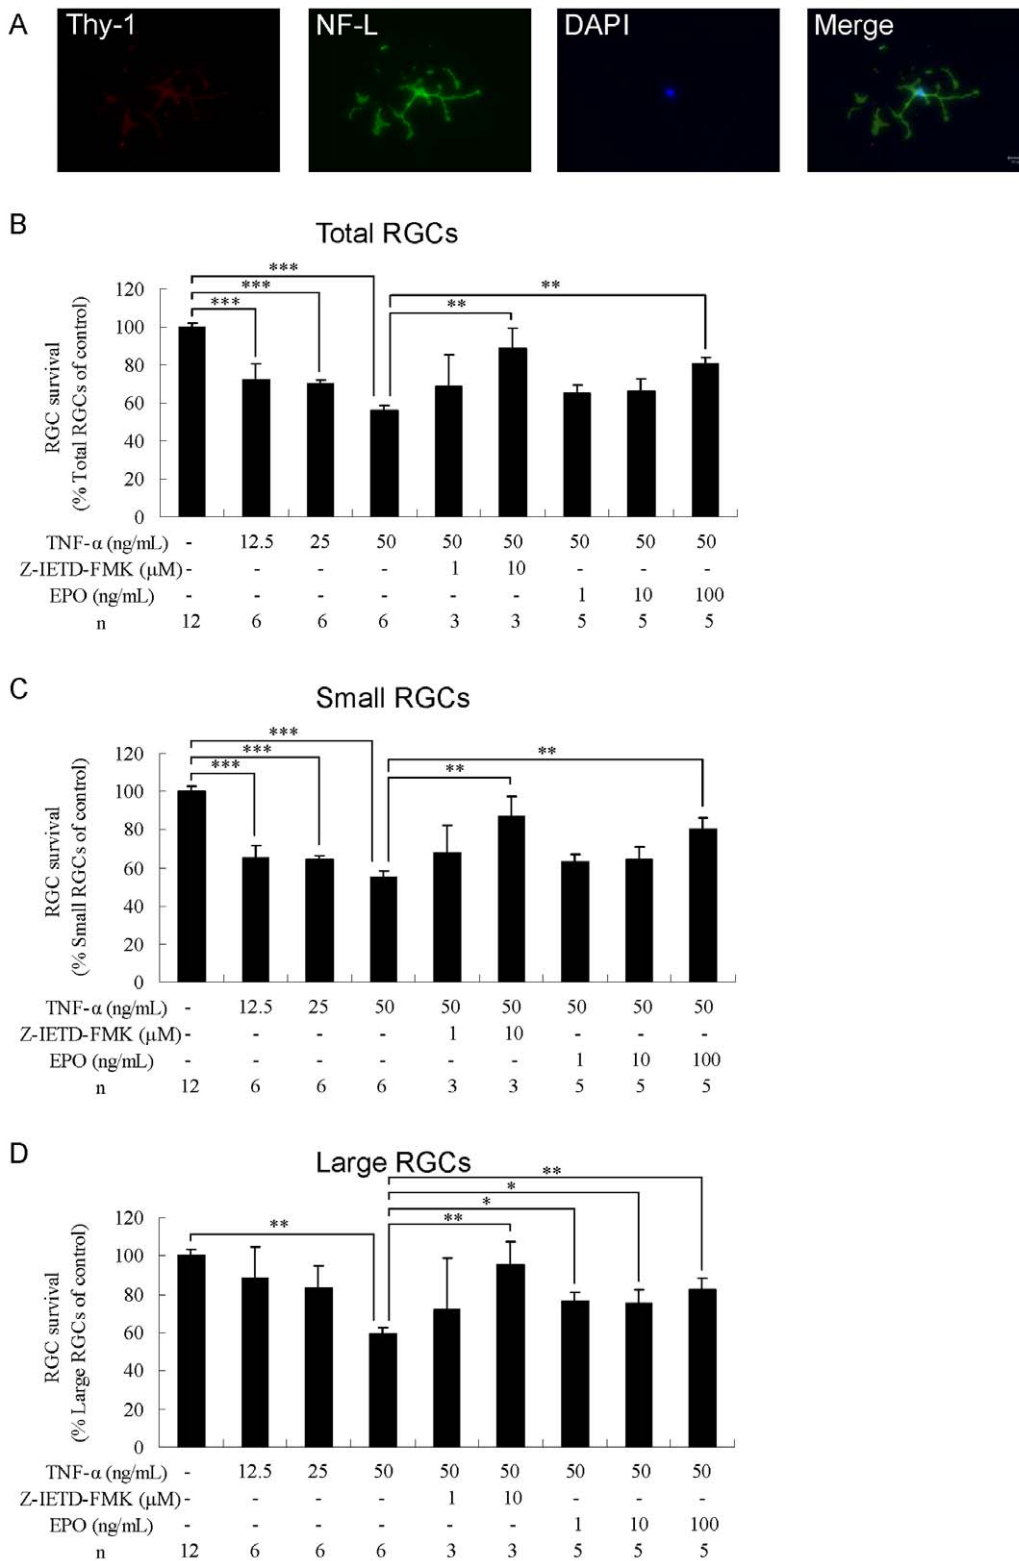 A
Thy-1 NF-L DAPI Merge
B
Total RGCs
*** ** *** *** **
120
100
80
60
40
20
0
RGC survival
(% Total RGCs of control)
TNF-α (ng/mL) - 12.5 25 50 50 50 50 50 50
Z-IETD-FMK (μM) - - - - 1 10 - - -
EPO (ng/mL) - - - - - - 1 10 100
n 12 6 6 6 3 3 5 5 5
C
Small RGCs
*** ** *** ** ***
120
100
80
60
40
20
0
RGC survival
(% Small RGCs of control)
TNF-α (ng/mL) - 12.5 25 50 50 50 50 50 50
Z-IETD-FMK (μM) - - - - 1 10 - - -
EPO (ng/mL) - - - - - - 1 10 100
n 12 6 6 6 3 3 5 5 5
D
Large RGCs
** * * ** **
120
100
80
60
40
20
0
RGC survival
(% Large RGCs of control)
TNF-α (ng/mL) - 12.5 25 50 50 50 50 50 50
Z-IETD-FMK (μM) - - - - 1 10 - - -
EPO (ng/mL) - - - - - - 1 10 100
n 12 6 6 6 3 3 5 5 5